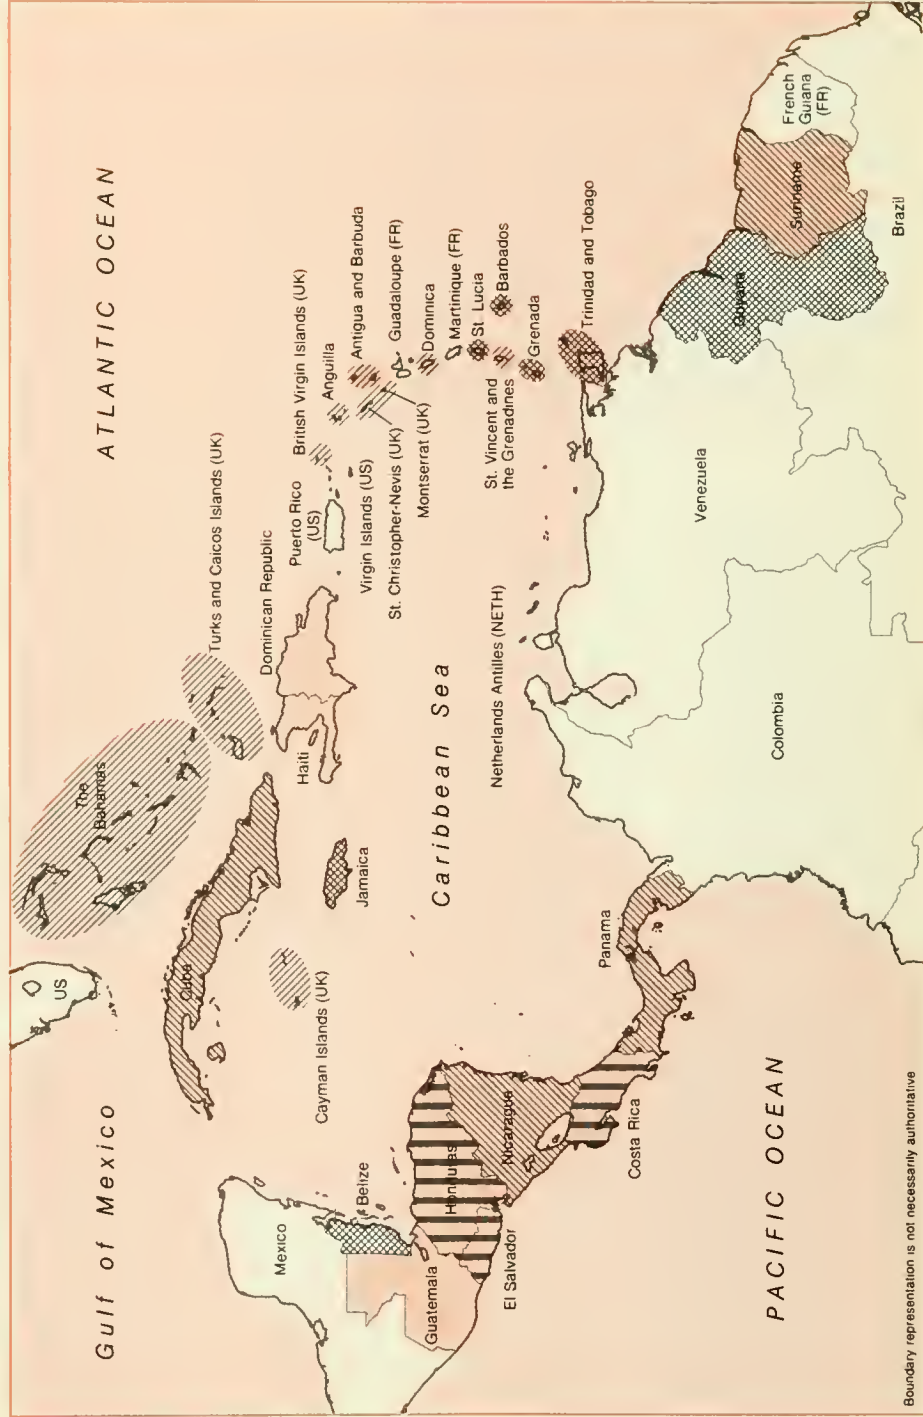 Gulf of Mexico
ATLANTIC OCEAN
US
The
Bahamas
Turks and Caicos Islands (UK)
Cuba
Mexico
Cayman Islands (UK)
Jamaica
Haiti
Dominican Republic
Puerto Rico
(US)
British Virgin Islands (UK)
Anguilla
Antigua and Barbuda
Guadaloupe (FR)
Dominica
Martinique (FR)
St. Lucia
Barbados
Virgin Islands (US)
St. Christopher-Nevis (UK)
Montserrat (UK)
St. Vincent and
the Grenadines
Grenada
Trinidad and Tobago
Belize
Guatemala
Honduras
El Salvador
Nicaragua
Caribbean Sea
Netherlands Antilles (NETH)
Costa Rica
Panama
Colombia
Venezuela
Guyana
Suriname
French
Guiana
(FR)
Brazil
PACIFIC OCEAN
Boundary representation is not necessarily authoritative